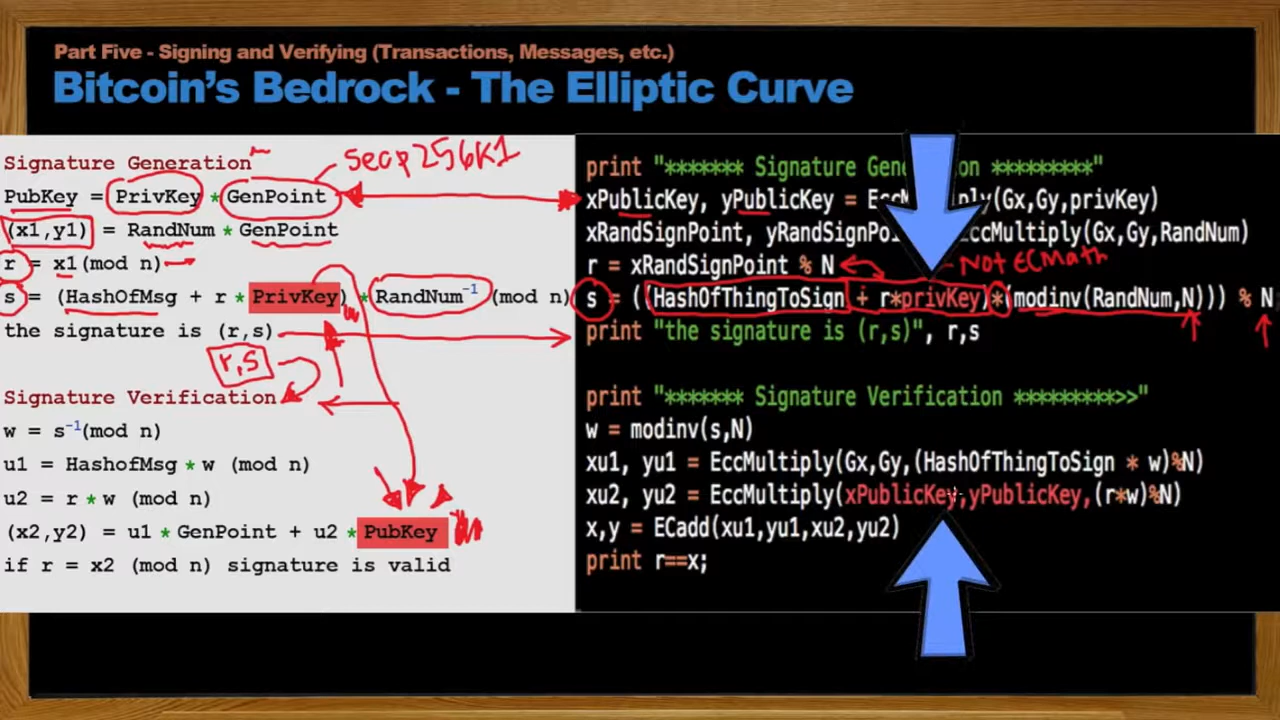 Part Five - Signing and Verifying (Transactions, Messages, etc.)
Bitcoin's Bedrock - The Elliptic Curve
Signature Generation
secp256k1
PubKey = PrivKey * GenPoint
(x1,y1) = RandNum * GenPoint
r = x1(mod n)
s = (HashOfMsg + r * PrivKey) * RandNum⁻¹ (mod n)
the signature is (r,s)
r,s
Signature Verification
w = s⁻¹(mod n)
u1 = HashofMsg * w (mod n)
u2 = r * w (mod n)
(x2,y2) = u1 * GenPoint + u2 * PubKey
if r = x2 (mod n) signature is valid
print "******* Signature Gen ion *********"
xPublicKey, yPublicKey = Ecc ply(Gx,Gy,privKey)
xRandSignPoint, yRandSignPoi ccMultiply(Gx,Gy,RandNum)
r = xRandSignPoint % N
Not EC Math
s = ((HashOfThingToSign + r*privKey)*(modinv(RandNum,N))) % N
print "the signature is (r,s)", r,s
print "******* Signature Verification *********>>"
w = modinv(s,N)
xu1, yu1 = EccMultiply(Gx,Gy,(HashOfThingToSign * w)%N)
xu2, yu2 = EccMultiply(xPublicKey,yPublicKey,(r*w)%N)
x,y = ECadd(xu1,yu1,xu2,yu2)
print r==x;